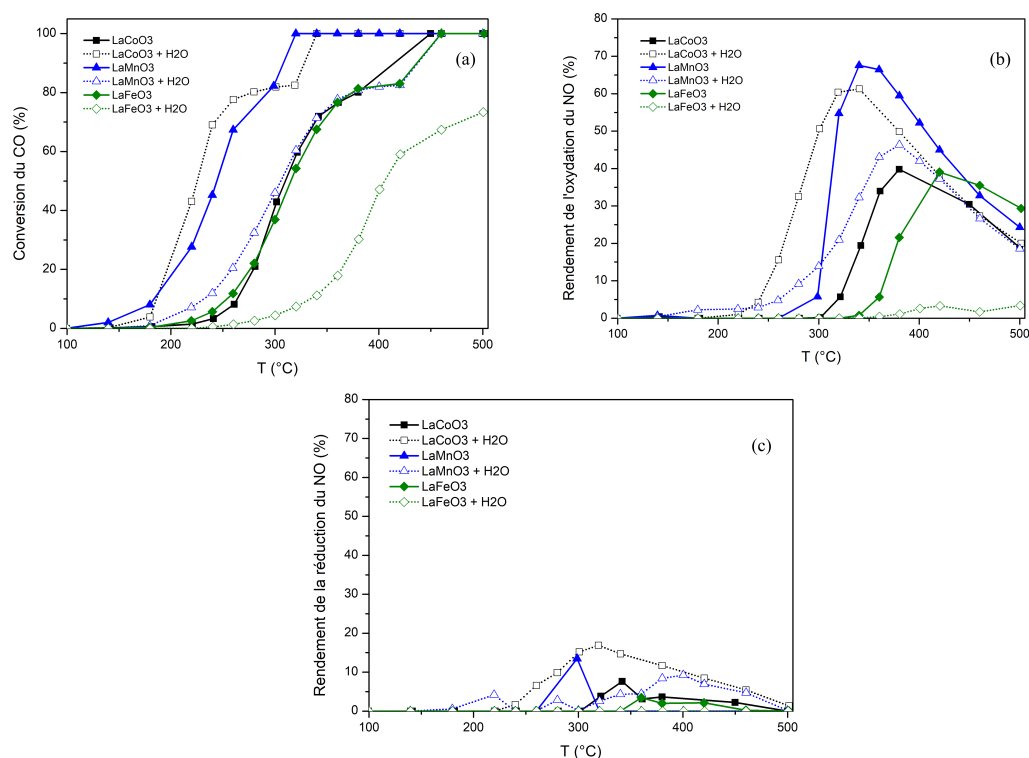 100
80
60
40
20
0
Conversion du CO (%)
LaCoO3
LaCoO3 + H2O
LaMnO3
LaMnO3 + H2O
LaFeO3
LaFeO3 + H2O
(a)
100
200
300
400
500
T (°C)
80
70
60
50
40
30
20
10
0
Rendement de l'oxydation du NO (%)
LaCoO3
LaCoO3 + H2O
LaMnO3
LaMnO3 + H2O
LaFeO3
LaFeO3 + H2O
(b)
100
200
300
400
500
T (°C)
80
70
60
50
40
30
20
10
0
Rendement de la réduction du NO (%)
LaCoO3
LaCoO3 + H2O
LaMnO3
LaMnO3 + H2O
LaFeO3
LaFeO3 + H2O
(c)
100
200
300
400
500
T (°C)